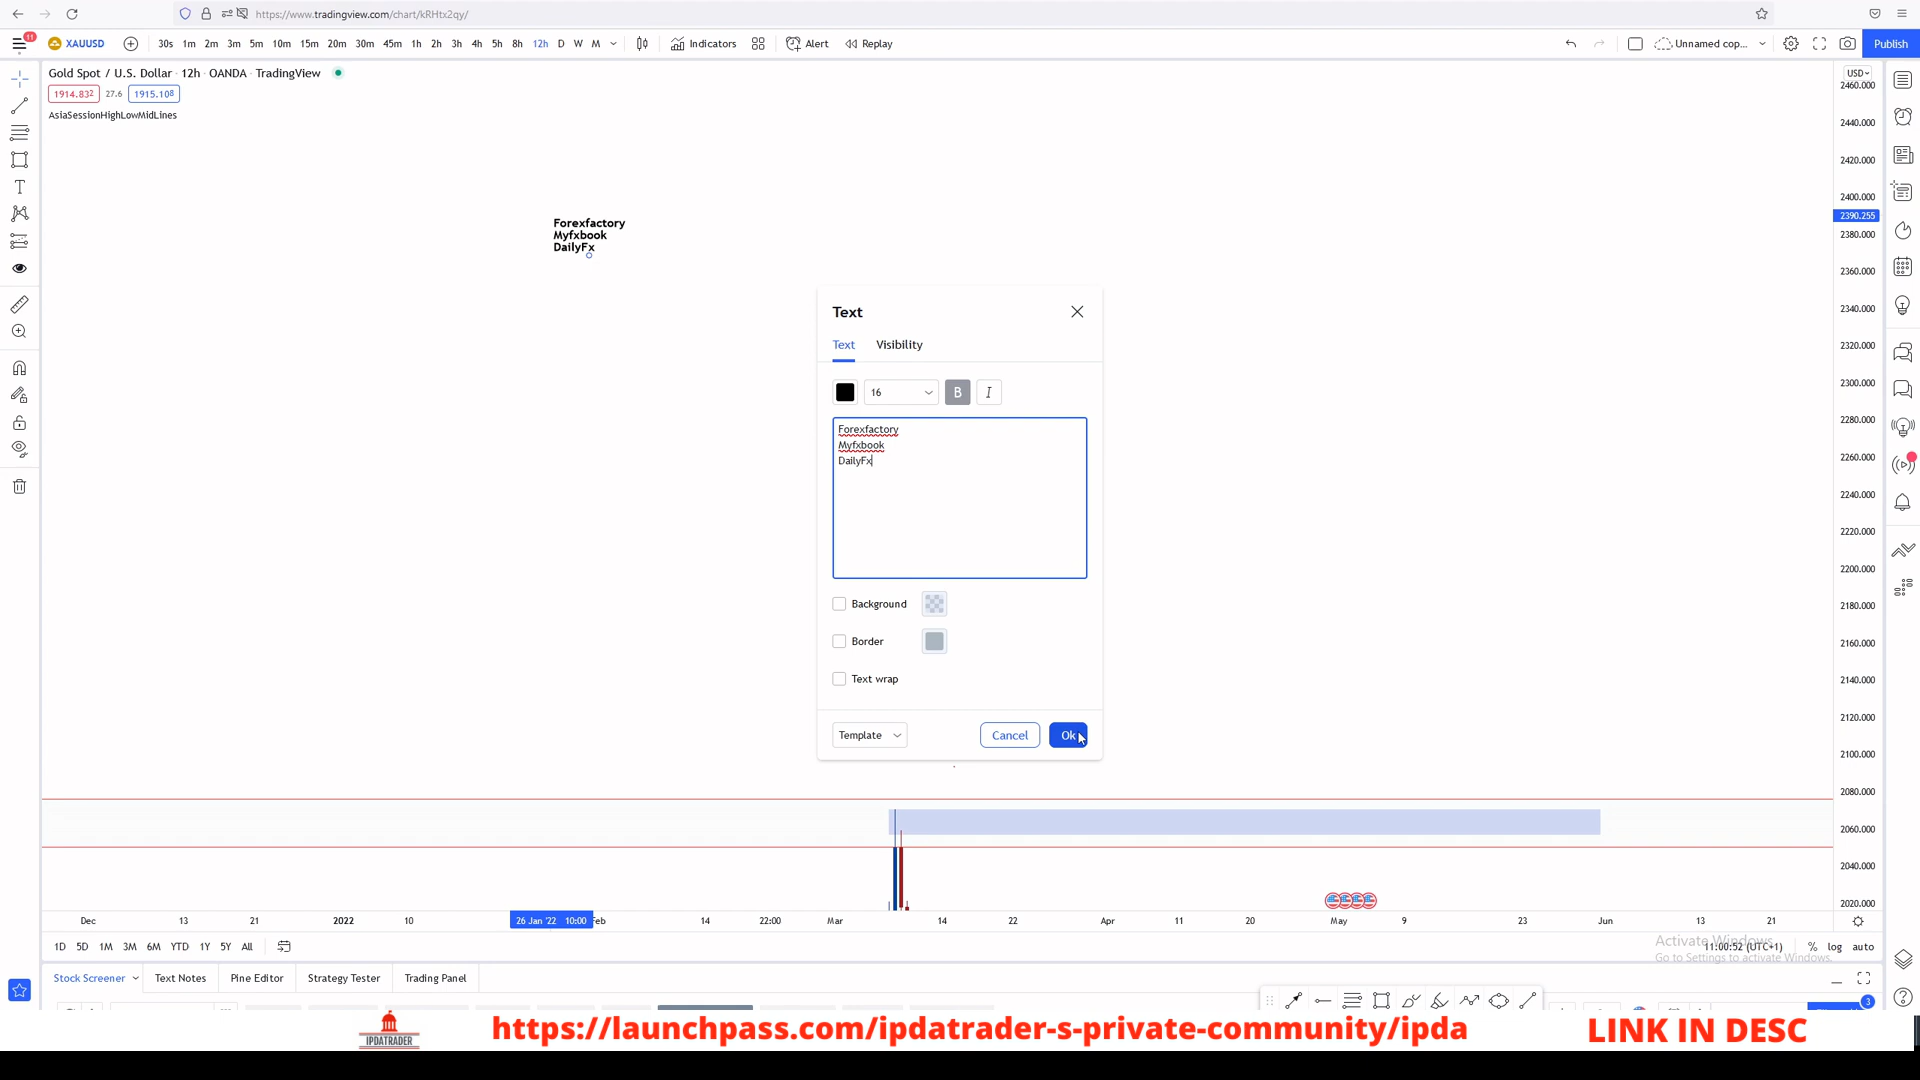 https://www.tradingview.com/chart/kRHtx2qy/
11 XAUUSD 30s 1m 2m 3m 5m 10m 15m 20m 30m 45m 1h 2h 3h 4h 5h 8h 12h D W M Indicators Alert Replay Unnamed cop... Publish
Gold Spot / U.S. Dollar · 12h · OANDA · TradingView
USD
1914.832 27.6 1915.108
AsiaSessionHighLowMidLines
2460.000
2440.000
2420.000
2400.000
2390.255
2380.000
2360.000
2340.000
2320.000
2300.000
2280.000
2260.000
2240.000
2220.000
2200.000
2180.000
2160.000
2140.000
2120.000
2100.000
2080.000
2060.000
2040.000
2020.000
Forexfactory
Myfxbook
DailyFx
Text
Text Visibility
16 B I
Forexfactory
Myfxbook
DailyFx
Background
Border
Text wrap
Template Cancel Ok
Dec 13 21 2022 10 26 Jan '22 10:00 Feb 14 22:00 Mar 14 22 Apr 11 20 May 9 23 Jun 13 21
1D 5D 1M 3M 6M YTD 1Y 5Y All 11:00:52 (UTC+1) % log auto
Activate Windows
Go to Settings to activate Windows.
Stock Screener Text Notes Pine Editor Strategy Tester Trading Panel
3
IPDATRADER
https://launchpass.com/ipdatrader-s-private-community/ipda LINK IN DESC